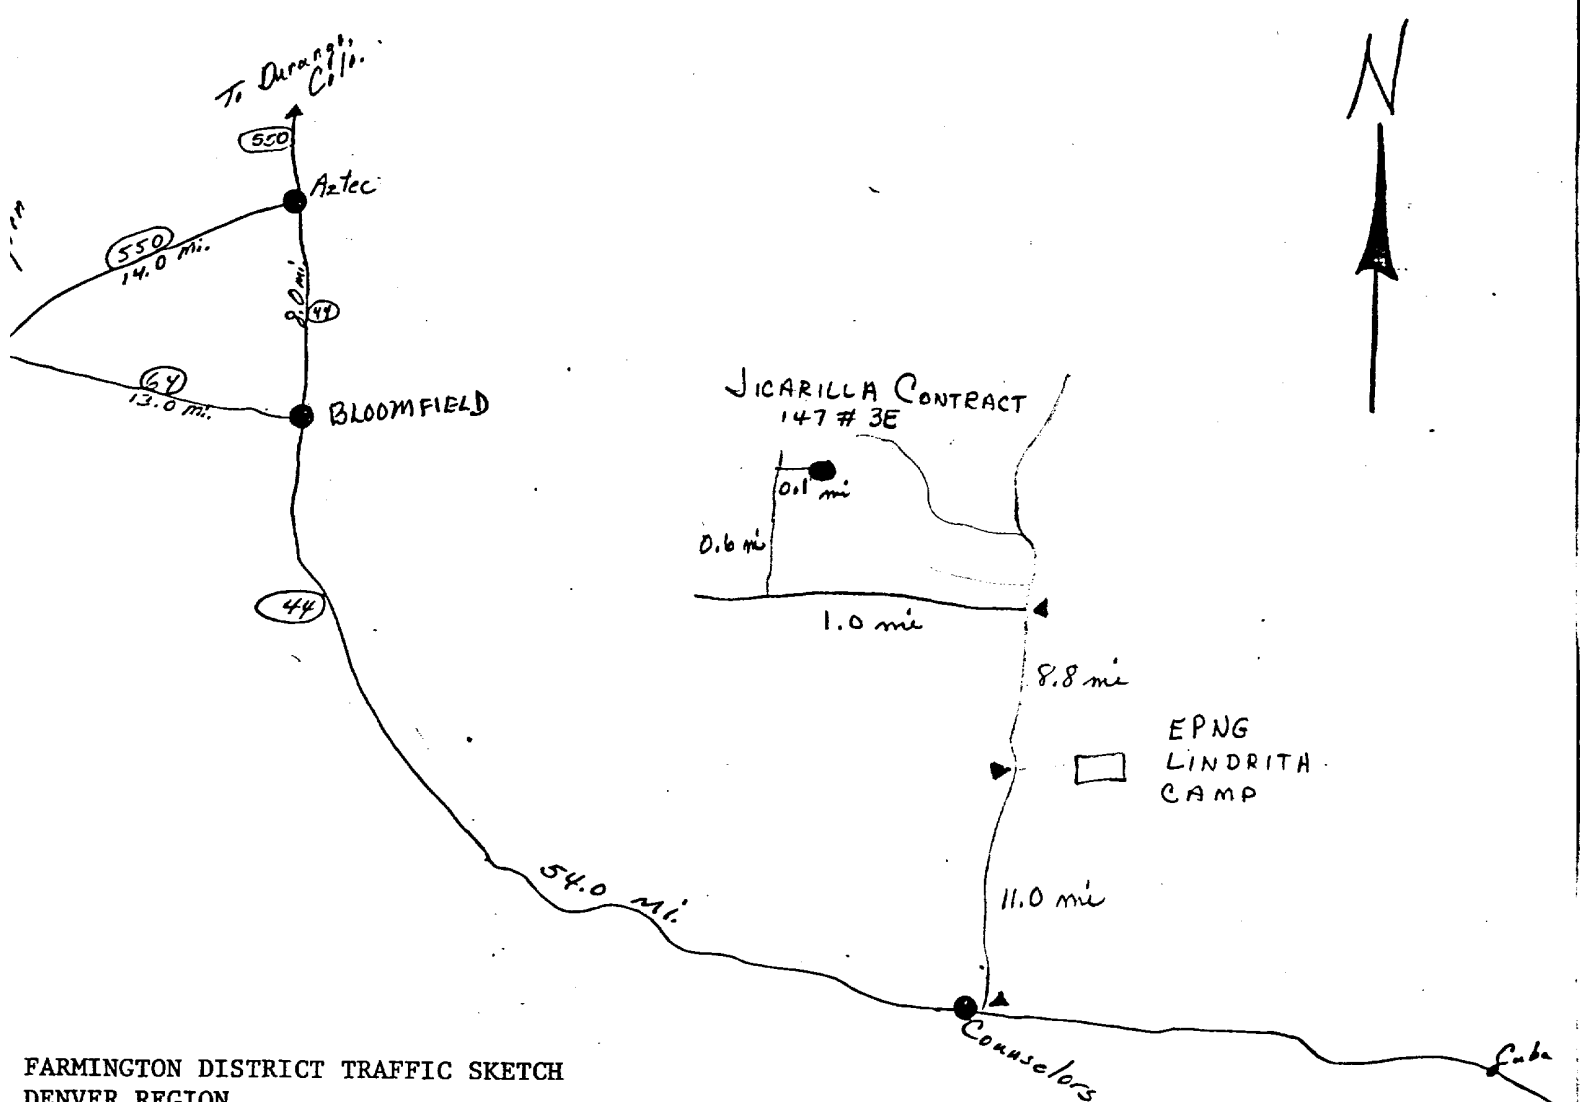 To Durango,
Colo.
N
550
Aztec
550
14.0 mi.
8.0 mi.
44
64
13.0 mi.
BLOOMFIELD
JICARILLA CONTRACT
147 # 3E
0.1 mi
0.6 mi
44
1.0 mi
8.8 mi
EPNG
LINDRITH
CAMP
54.0 Mi.
11.0 mi
Counselors
Cuba
FARMINGTON DISTRICT TRAFFIC SKETCH
DENVER REGION